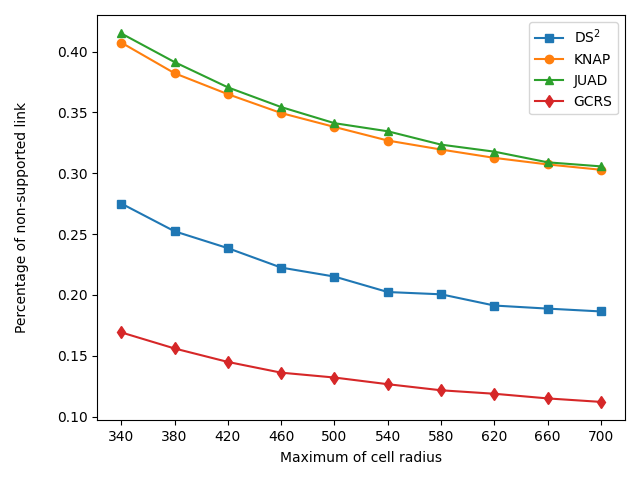 DS²
KNAP
JUAD
GCRS
Percentage of non-supported link
0.40
0.35
0.30
0.25
0.20
0.15
0.10
340 380 420 460 500 540 580 620 660 700
Maximum of cell radius